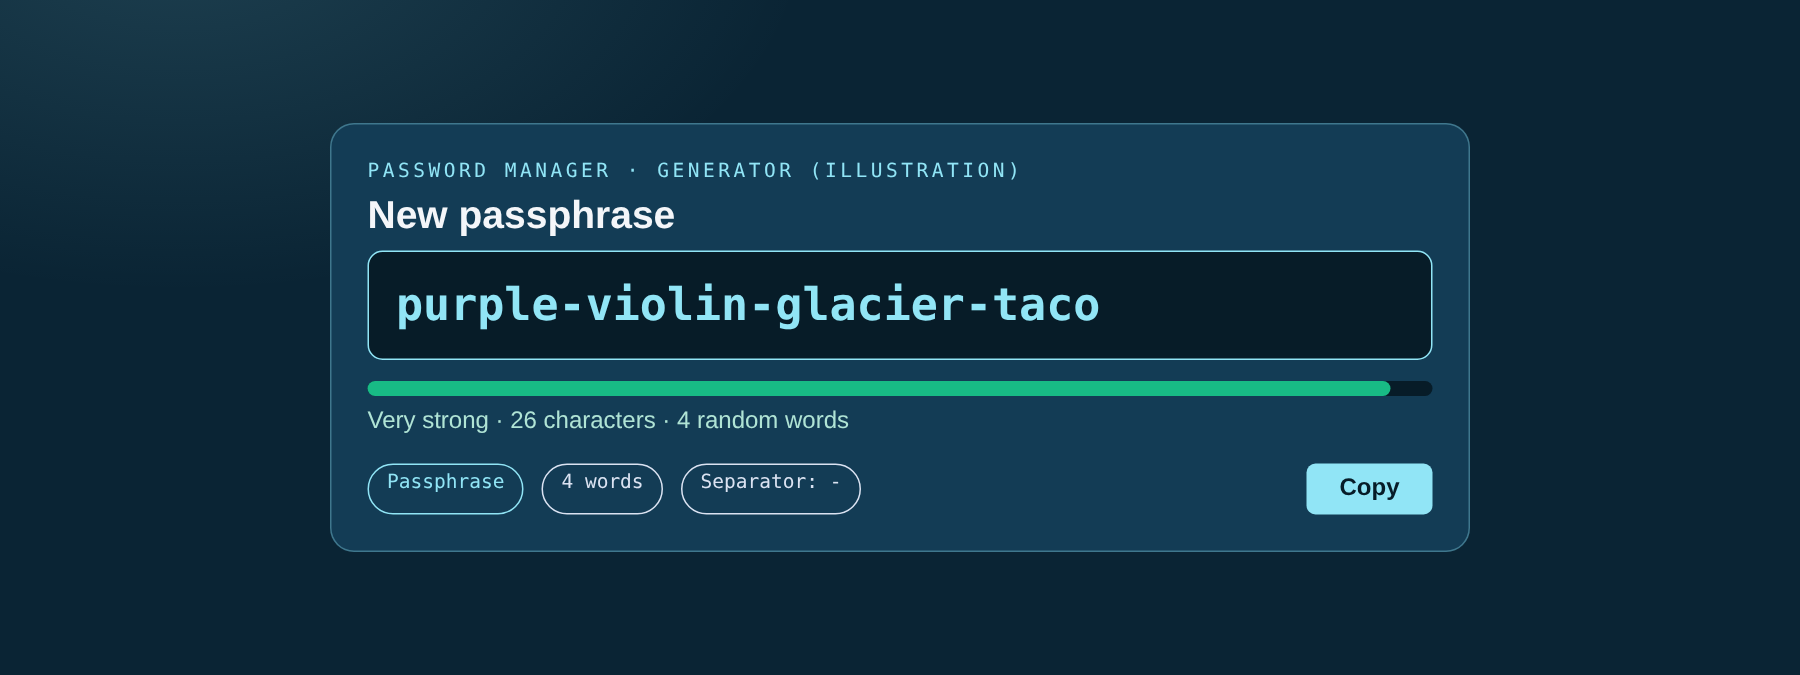 PASSWORD MANAGER · GENERATOR (ILLUSTRATION)
New passphrase
purple-violin-glacier-taco
Very strong · 26 characters · 4 random words
Passphrase 4 words Separator: - Copy